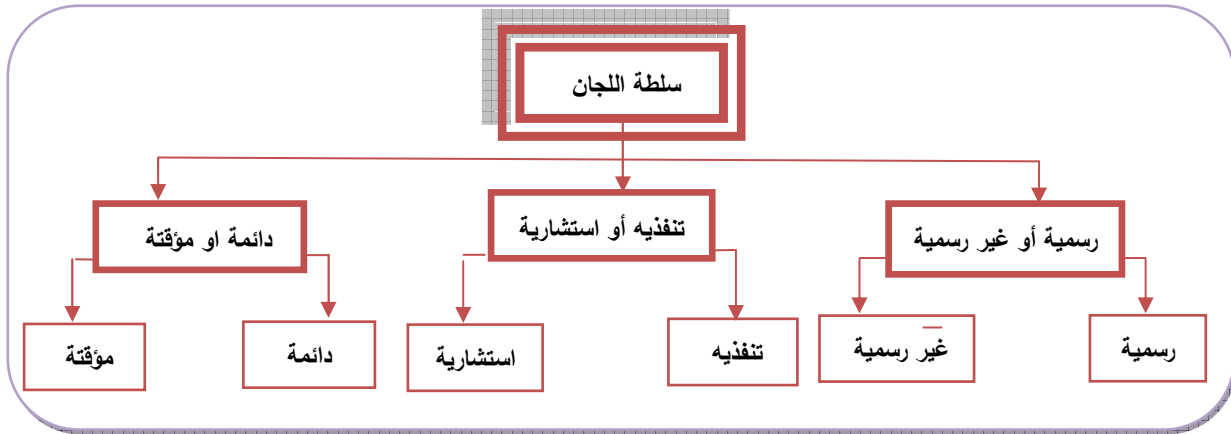 سلطة اللجان
رسمية أو غير رسمية
تنفذيه أو استشارية
دائمة او مؤقتة
رسمية
غير رسمية
تنفذيه
استشارية
دائمة
مؤقتة